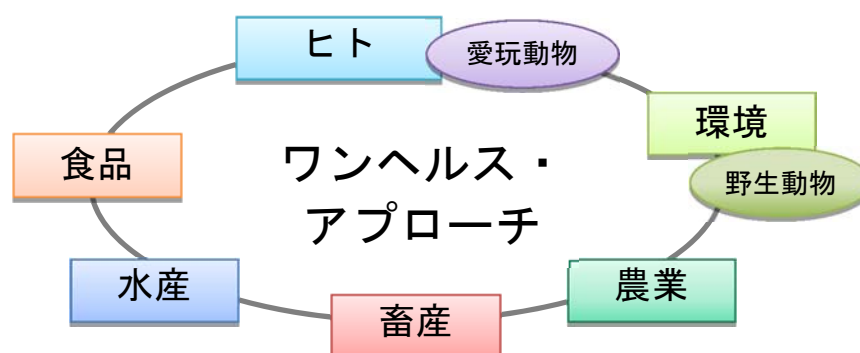 ヒト
愛玩動物
環境
野生動物
食品
ワンヘルス・
アプローチ
水産
農業
畜産